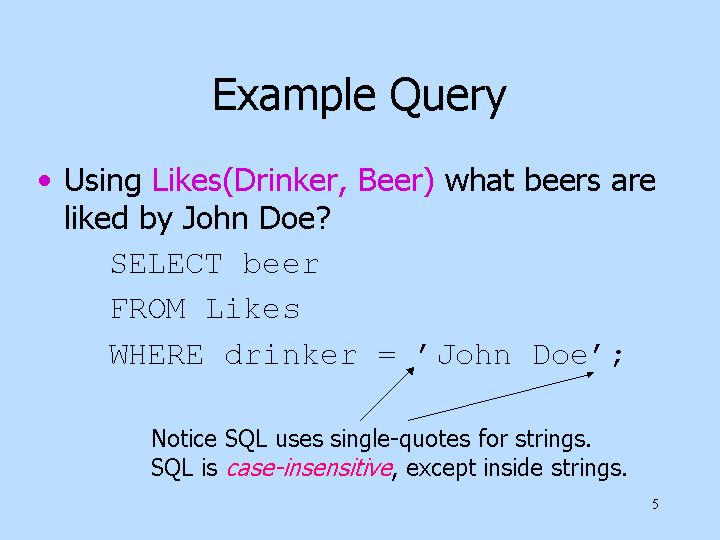 Example Query
• Using Likes(Drinker, Beer) what beers are
liked by John Doe?
SELECT beer
FROM Likes
WHERE drinker = ’John Doe’;
Notice SQL uses single-quotes for strings.
SQL is case-insensitive, except inside strings.
5